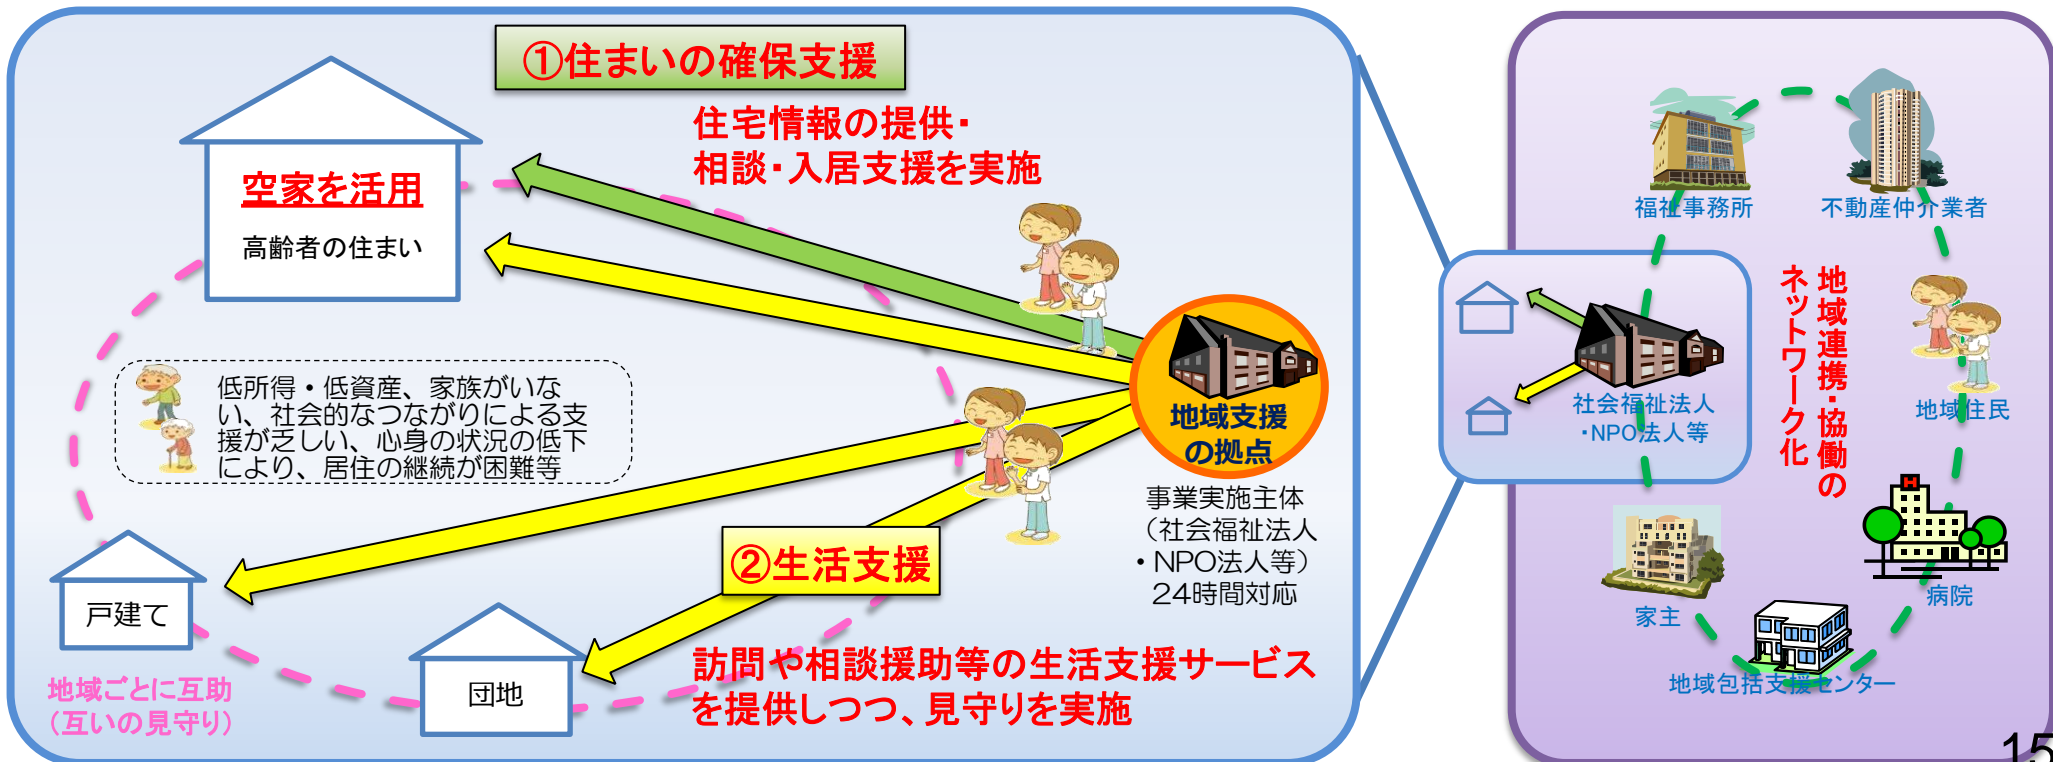 ①住まいの確保支援
住宅情報の提供・
相談・入居支援を実施
空家を活用
高齢者の住まい
低所得・低資産、家族がいな
い、社会的なつながりによる支
援が乏しい、心身の状況の低下
により、居住の継続が困難等
地域支援
の拠点
事業実施主体
（社会福祉法人
・NPO法人等）
24時間対応
②生活支援
戸建て
団地
訪問や相談援助等の生活支援サービス
を提供しつつ、見守りを実施
地域ごとに互助
（互いの見守り）
福祉事務所
不動産仲介業者
地域連携・協働の
ネットワーク化
社会福祉法人
・NPO法人等
地域住民
H
病院
家主
地域包括支援センター
15